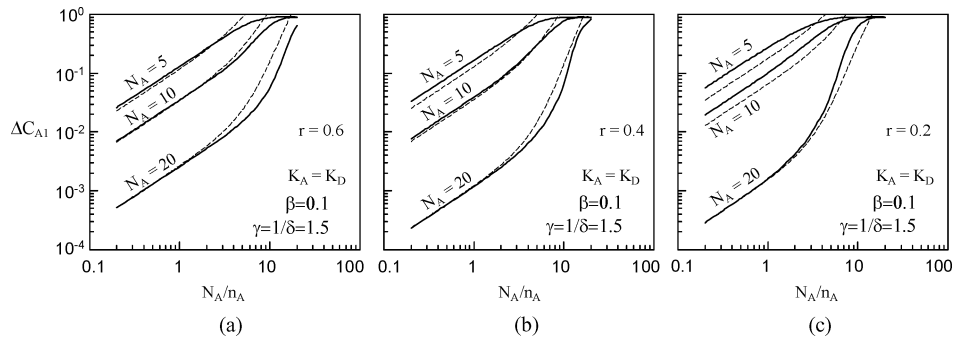 10⁰
10⁻¹
10⁻²
10⁻³
10⁻⁴
ΔC_A1
N_A = 5
N_A = 10
N_A = 20
r = 0.6
K_A = K_D
β=0.1
γ=1/δ=1.5
0.1 1 10 100
N_A/n_A
(a)
N_A = 5
N_A = 10
N_A = 20
r = 0.4
K_A = K_D
β=0.1
γ=1/δ=1.5
0.1 1 10 100
N_A/n_A
(b)
N_A = 5
N_A = 10
N_A = 20
r = 0.2
K_A = K_D
β=0.1
γ=1/δ=1.5
0.1 1 10 100
N_A/n_A
(c)